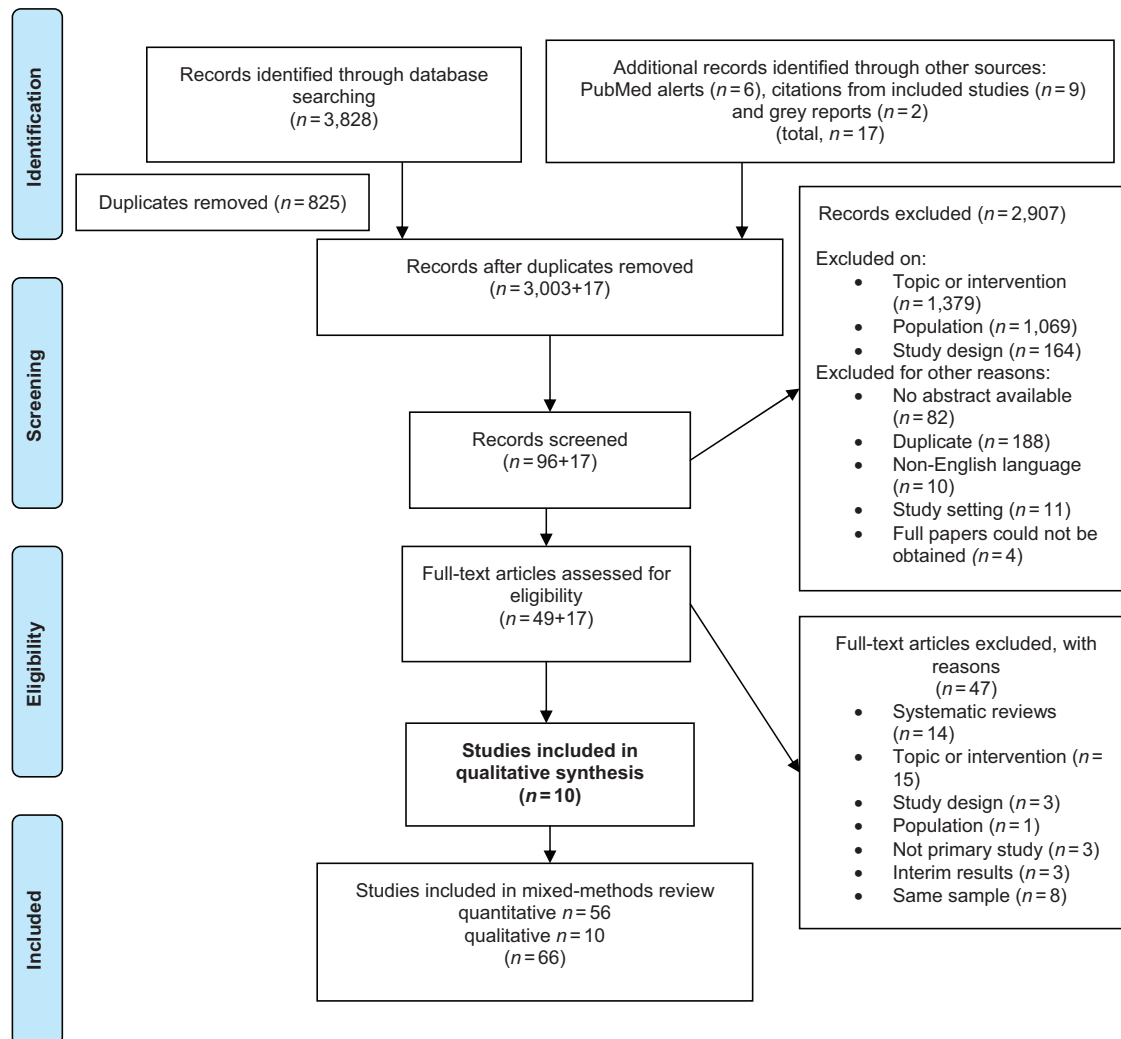 Identification
Records identified through database
searching
(n=3,828)
Additional records identified through other sources:
PubMed alerts (n=6), citations from included studies (n=9)
and grey reports (n=2)
(total, n=17)
Duplicates removed (n=825)
Records after duplicates removed
(n=3,003+17)
Records excluded (n=2,907)
Excluded on:
• Topic or intervention
(n=1,379)
• Population (n=1,069)
• Study design (n=164)
Excluded for other reasons:
• No abstract available
(n=82)
• Duplicate (n=188)
• Non-English language
(n=10)
• Study setting (n=11)
• Full papers could not be
obtained (n=4)
Screening
Records screened
(n=96+17)
Eligibility
Full-text articles assessed for
eligibility
(n=49+17)
Full-text articles excluded, with
reasons
(n=47)
• Systematic reviews
(n=14)
• Topic or intervention (n=
15)
• Study design (n=3)
• Population (n=1)
• Not primary study (n=3)
• Interim results (n=3)
• Same sample (n=8)
Studies included in
qualitative synthesis
(n=10)
Included
Studies included in mixed-methods review
quantitative n=56
qualitative n=10
(n=66)